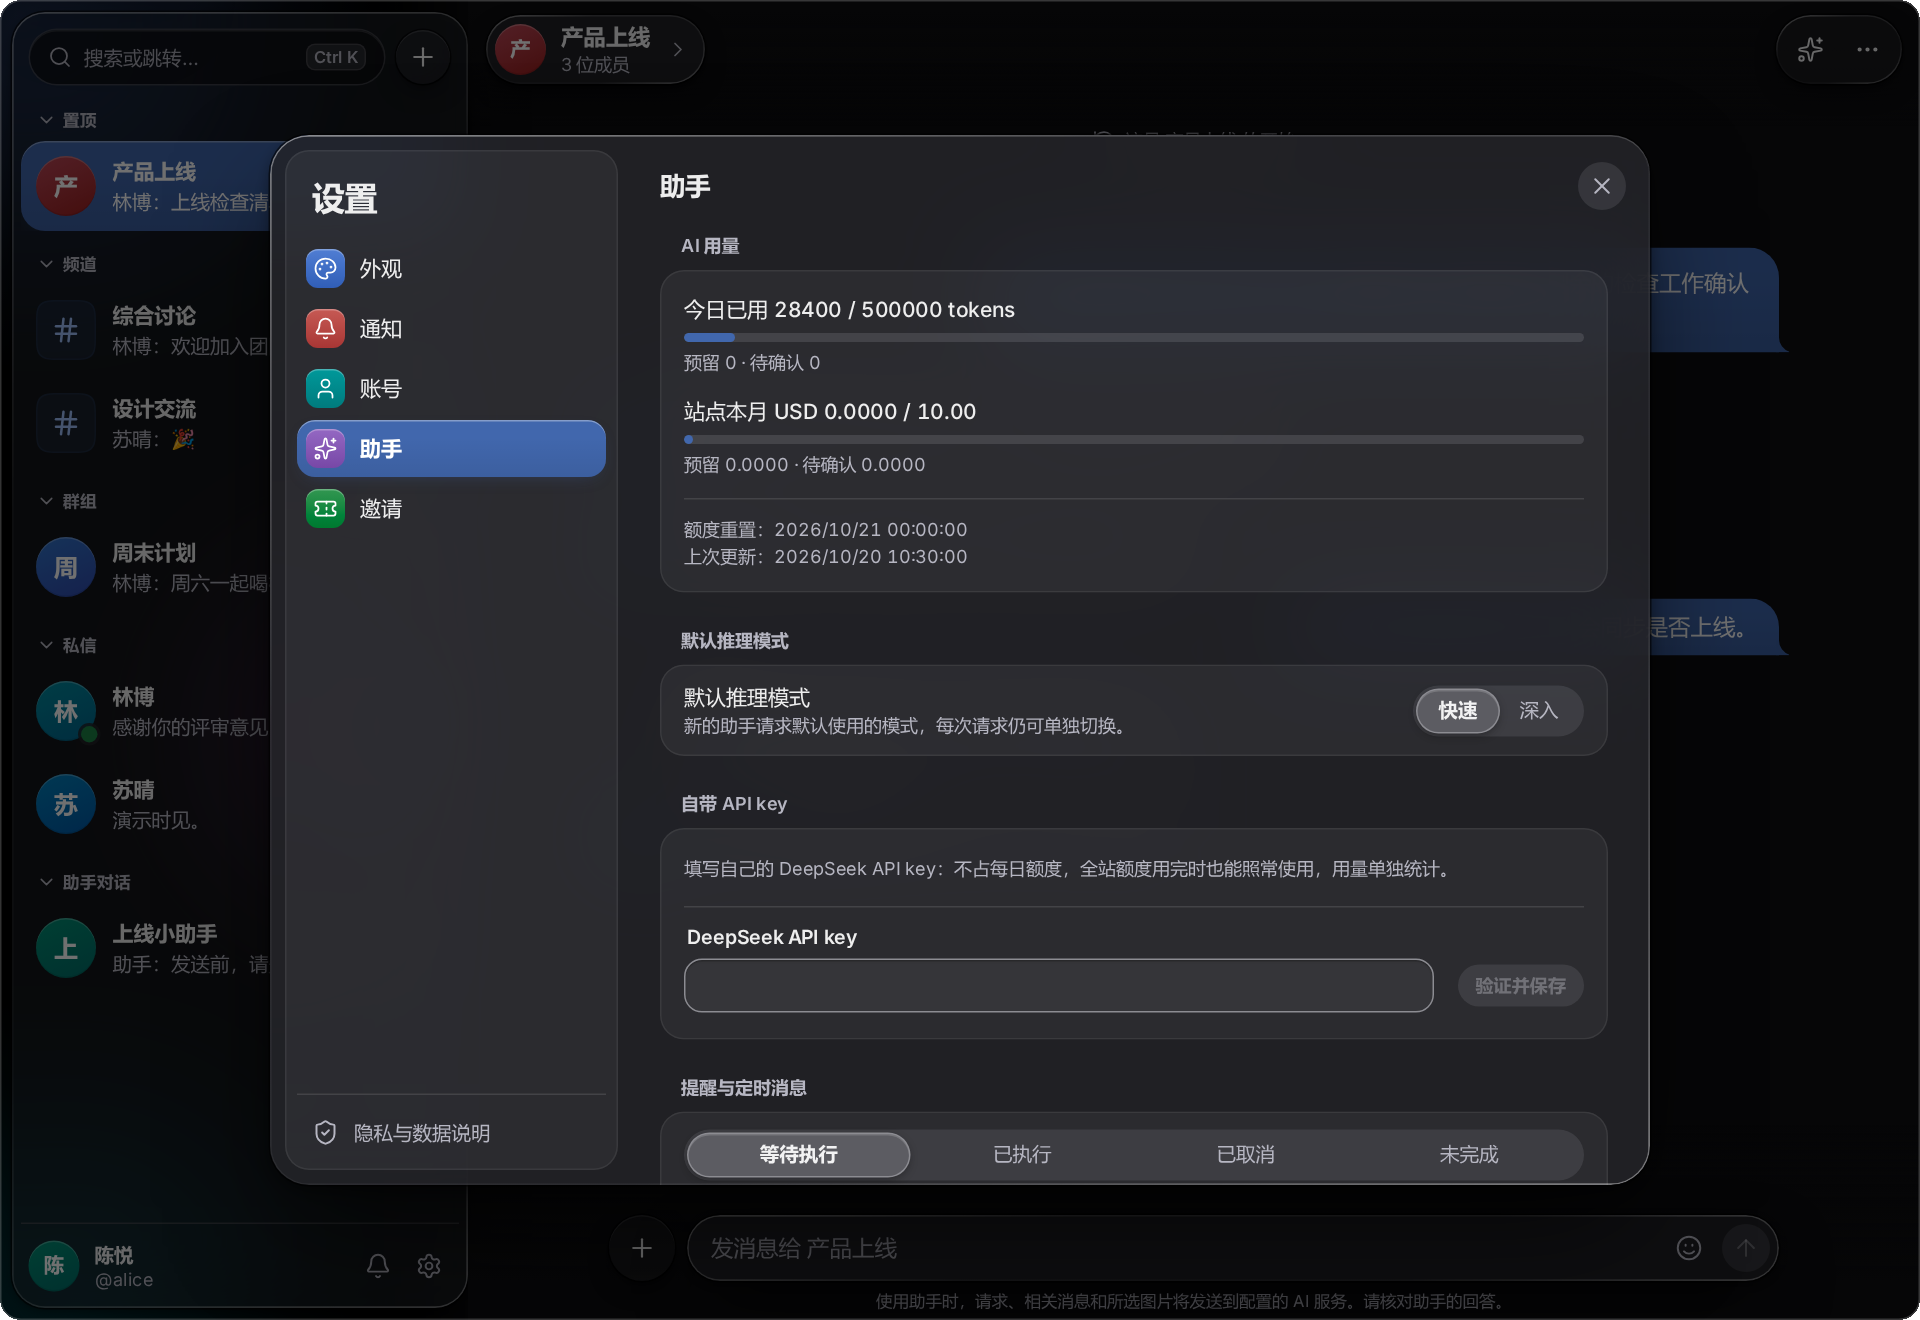 搜索或跳转...
Ctrl K
置顶
产
产品上线
林博：上线检查清
频道
综合讨论
林博：欢迎加入团
设计交流
苏晴：🎉
群组
周
周末计划
林博：周六一起喝
私信
林
林博
感谢你的评审意见
苏
苏晴
演示时见。
助手对话
上
上线小助手
助手：发送前，请
陈
陈悦
@alice
产
产品上线
3 位成员
查工作确认
是否上线。
设置
外观
通知
账号
助手
邀请
隐私与数据说明
助手
AI 用量
今日已用 28400 / 500000 tokens
预留 0 · 待确认 0
站点本月 USD 0.0000 / 10.00
预留 0.0000 · 待确认 0.0000
额度重置：2026/10/21 00:00:00
上次更新：2026/10/20 10:30:00
默认推理模式
默认推理模式
新的助手请求默认使用的模式，每次请求仍可单独切换。
快速
深入
自带 API key
填写自己的 DeepSeek API key：不占每日额度，全站额度用完时也能照常使用，用量单独统计。
DeepSeek API key
验证并保存
提醒与定时消息
等待执行
已执行
已取消
未完成
发消息给 产品上线
使用助手时，请求、相关消息和所选图片将发送到配置的 AI 服务。请核对助手的回答。